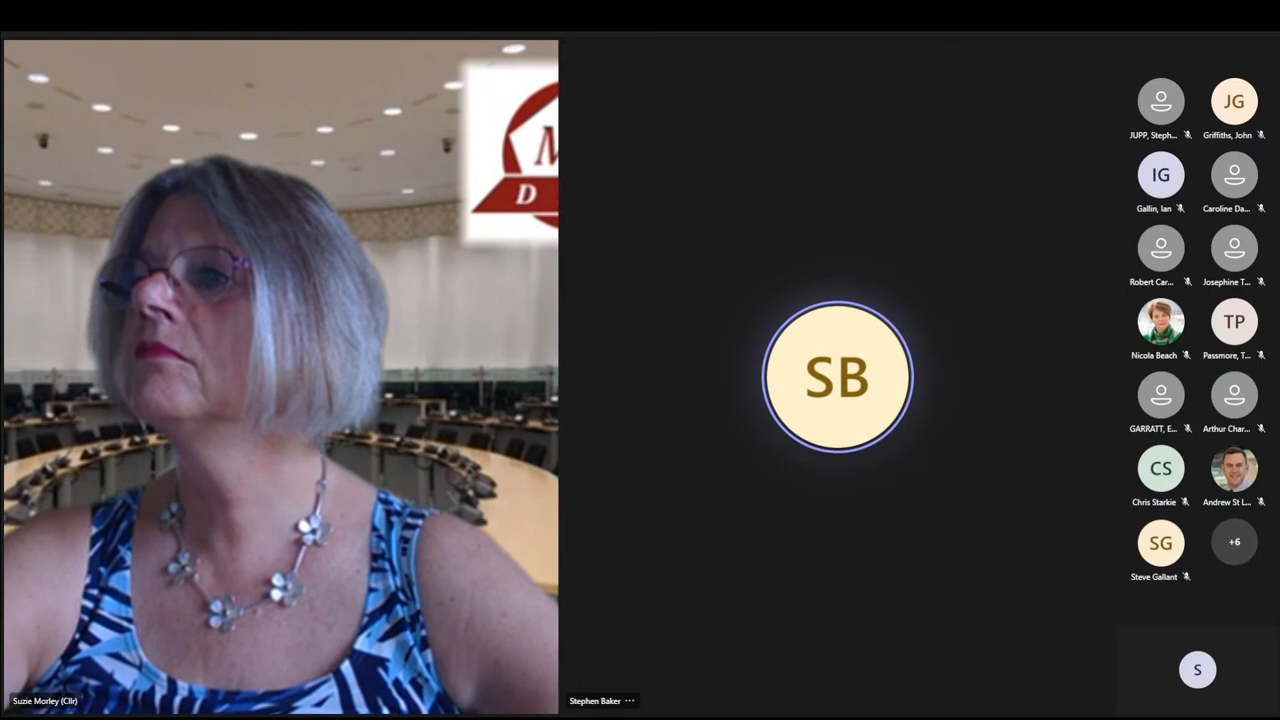 M
D
SB
JUPP, Steph...
JG
Griffiths, John
IG
Gallin, Ian
Caroline Da...
Robert Car...
Josephine T...
Nicola Beach
TP
Passmore, T...
GARRATT, E...
Arthur Char...
CS
Chris Starkie
Andrew St L...
SG
Steve Gallant
+6
S
Suzie Morley (Cllr)
Stephen Baker ...